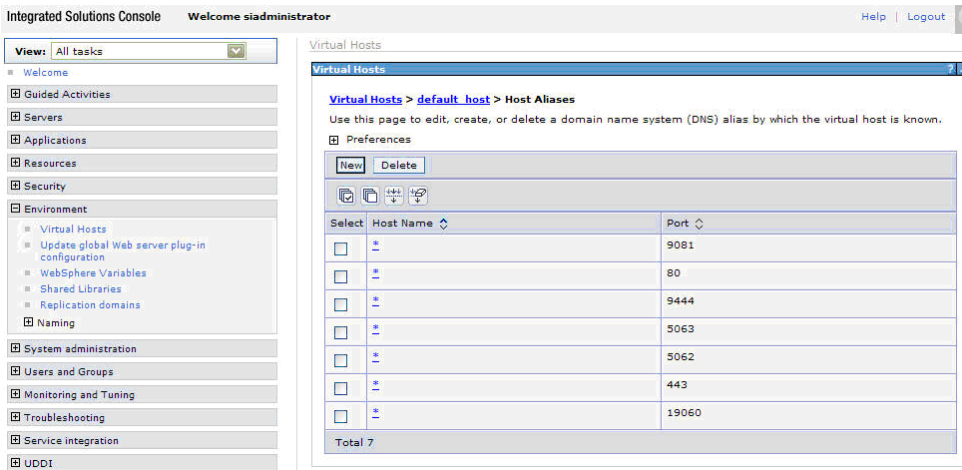 Integrated Solutions Console Welcome siadministrator Help | Logout
View: All tasks
Welcome
Guided Activities
Servers
Applications
Resources
Security
Environment
Virtual Hosts
Update global Web server plug-in
configuration
WebSphere Variables
Shared Libraries
Replication domains
Naming
System administration
Users and Groups
Monitoring and Tuning
Troubleshooting
Service integration
UDDI
Virtual Hosts
Virtual Hosts ?
Virtual Hosts > default_host > Host Aliases
Use this page to edit, create, or delete a domain name system (DNS) alias by which the virtual host is known.
Preferences
New Delete
Select Host Name Port
* 9081
* 80
* 9444
* 5063
* 5062
* 443
* 19060
Total 7